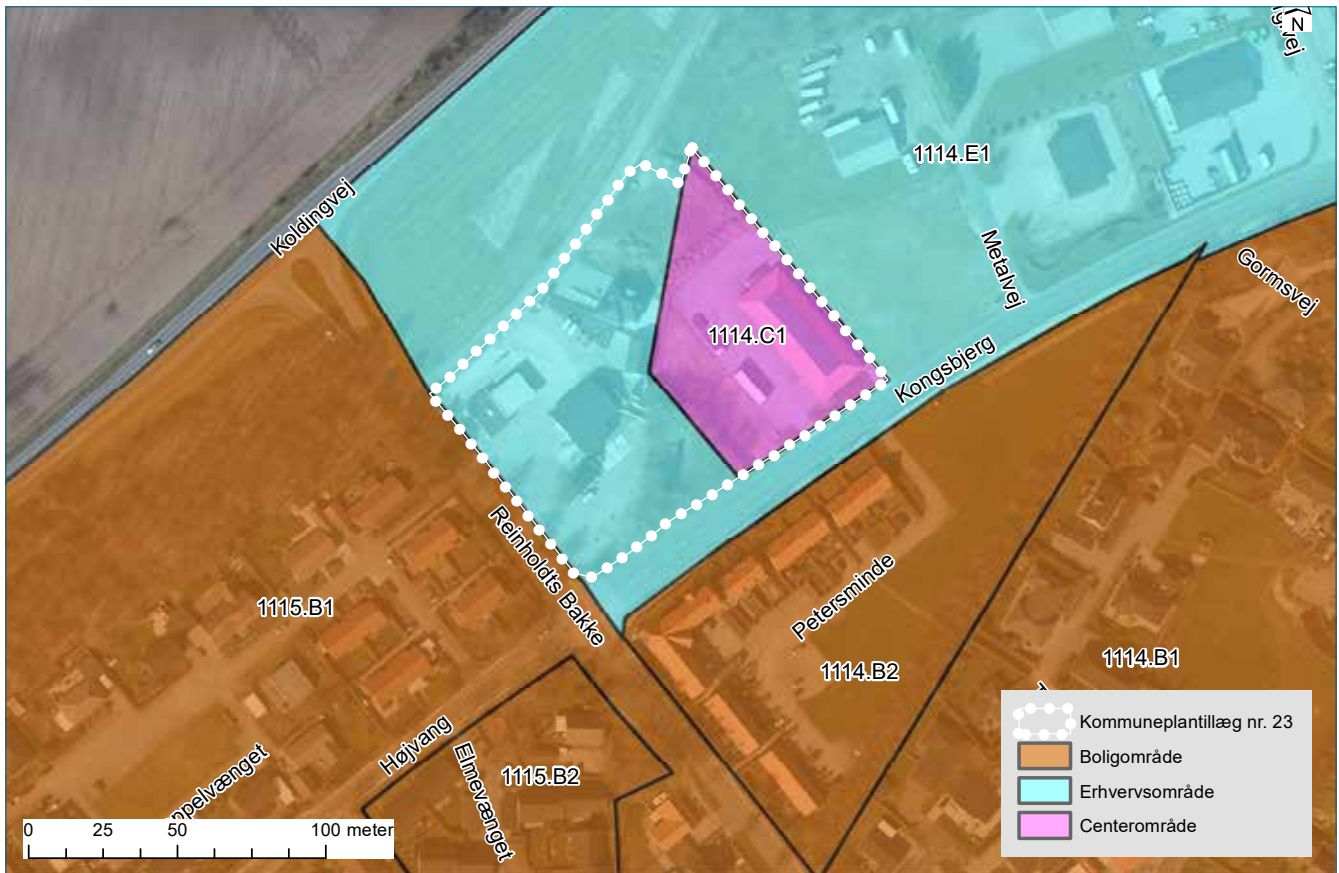 N
1114.E1
Koldingvej
Metalvej
Gormsvej
1114.C1
Kongsbjerg
Reinholdts Bakke
1115.B1
Petersminde
1114.B2
1114.B1
Højvang
Elmevænget
1115.B2
Kommuneplantillæg nr. 23
Boligområde
Erhvervsområde
Centerområde
0 25 50 100 meter